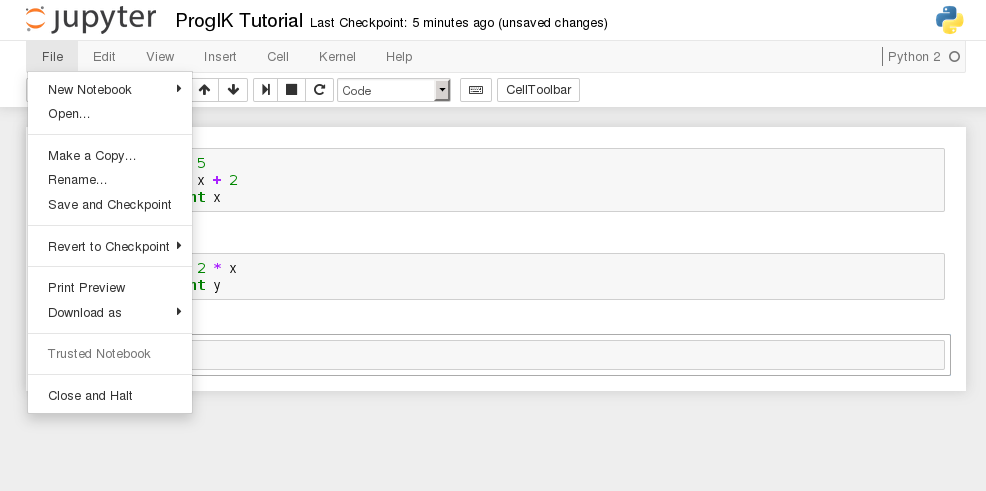 jupyter ProgIK Tutorial Last Checkpoint: 5 minutes ago (unsaved changes)
File Edit View Insert Cell Kernel Help Python 2
Code CellToolbar
New Notebook
Open...
Make a Copy...
Rename...
Save and Checkpoint
Revert to Checkpoint
Print Preview
Download as
Trusted Notebook
Close and Halt
5
x + 2
nt x
2 * x
nt y